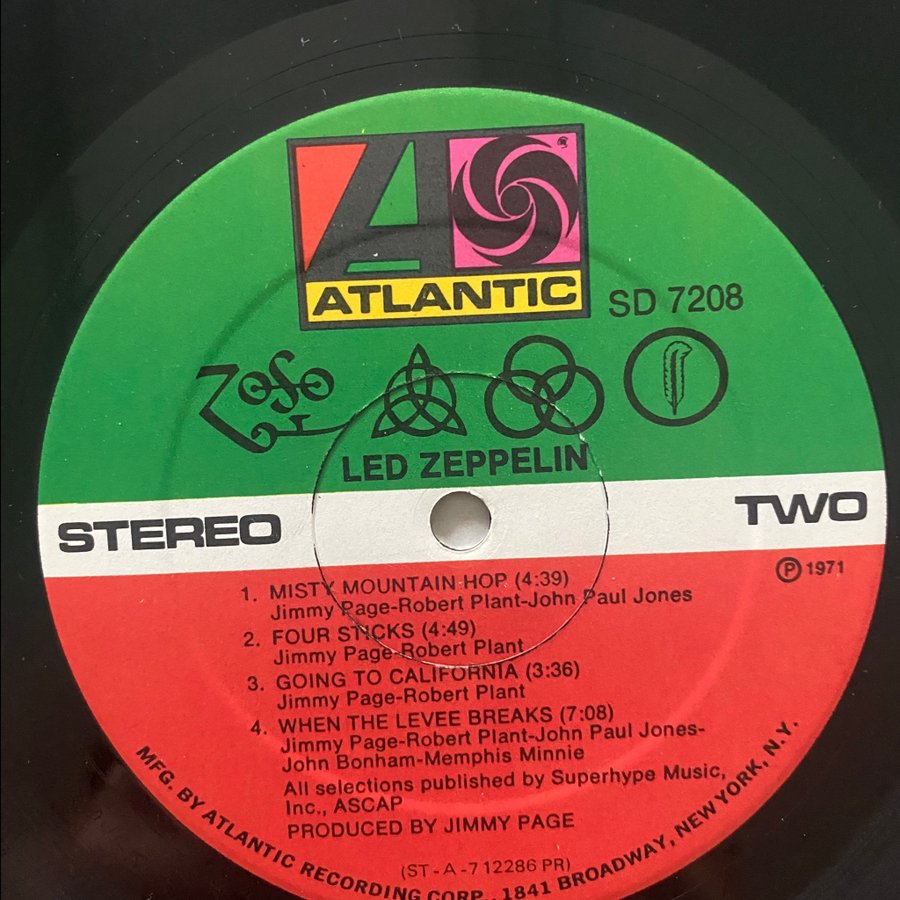 ATLANTIC
SD 7208
LED ZEPPELIN
STEREO
TWO
Ⓟ 1971
1. MISTY MOUNTAIN HOP (4:39)
Jimmy Page-Robert Plant-John Paul Jones
2. FOUR STICKS (4:49)
Jimmy Page-Robert Plant
3. GOING TO CALIFORNIA (3:36)
Jimmy Page-Robert Plant
4. WHEN THE LEVEE BREAKS (7:08)
Jimmy Page-Robert Plant-John Paul Jones-
John Bonham-Memphis Minnie
All selections published by Superhype Music,
Inc., ASCAP
PRODUCED BY JIMMY PAGE
(ST-A-712286 PR)
MFG. BY ATLANTIC RECORDING CORP., 1841 BROADWAY, NEW YORK, N.Y.